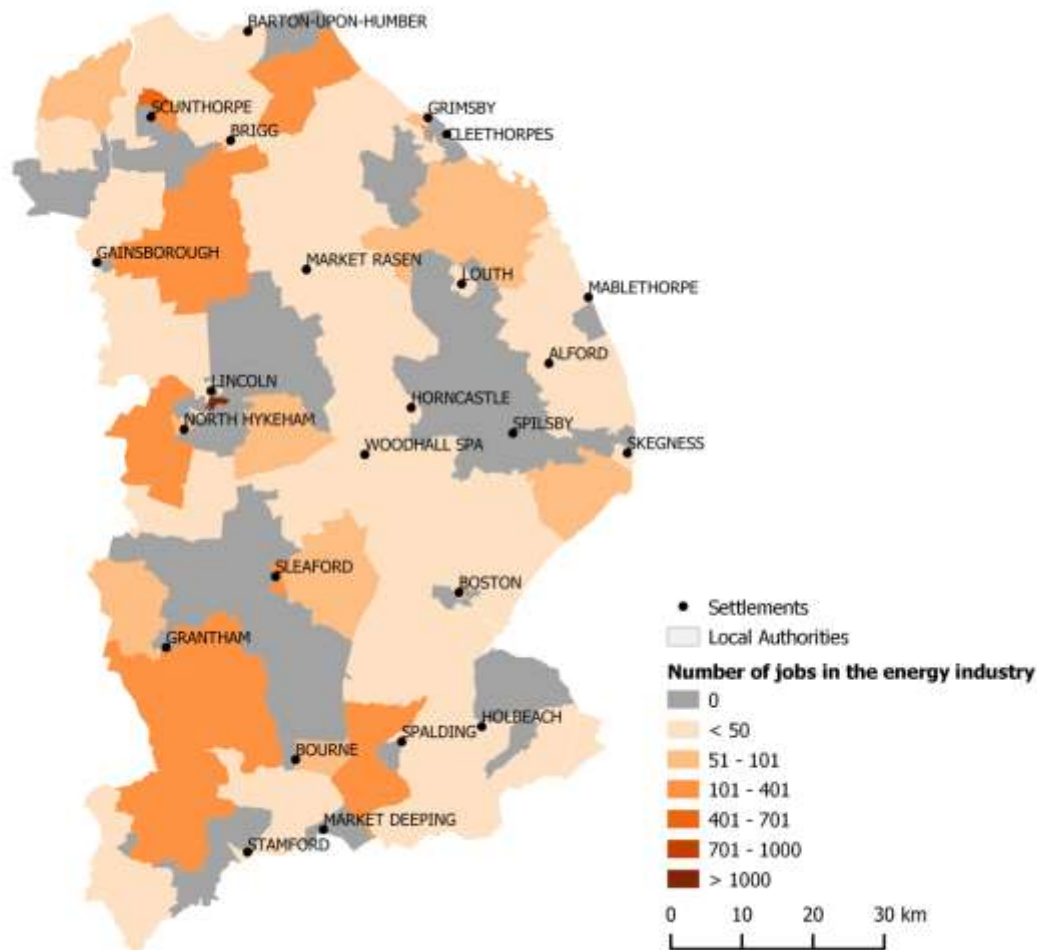 BARTON-UPON-HUMBER
SCUNTHORPE
GRIMSBY
CLEETHORPES
BRIGG
GAINSBOROUGH
MARKET RASEN
LOUTH
MABLETHORPE
ALFORD
LINCOLN
HORNCASTLE
NORTH HYKEHAM
SPILSBY
WOODHALL SPA
SKEGNESS
SLEAFORD
BOSTON
GRANTHAM
HOLBEACH
SPALDING
BOURNE
MARKET DEEPING
STAMFORD
Settlements
Local Authorities
Number of jobs in the energy industry
0
< 50
51 - 101
101 - 401
401 - 701
701 - 1000
> 1000
0 10 20 30 km